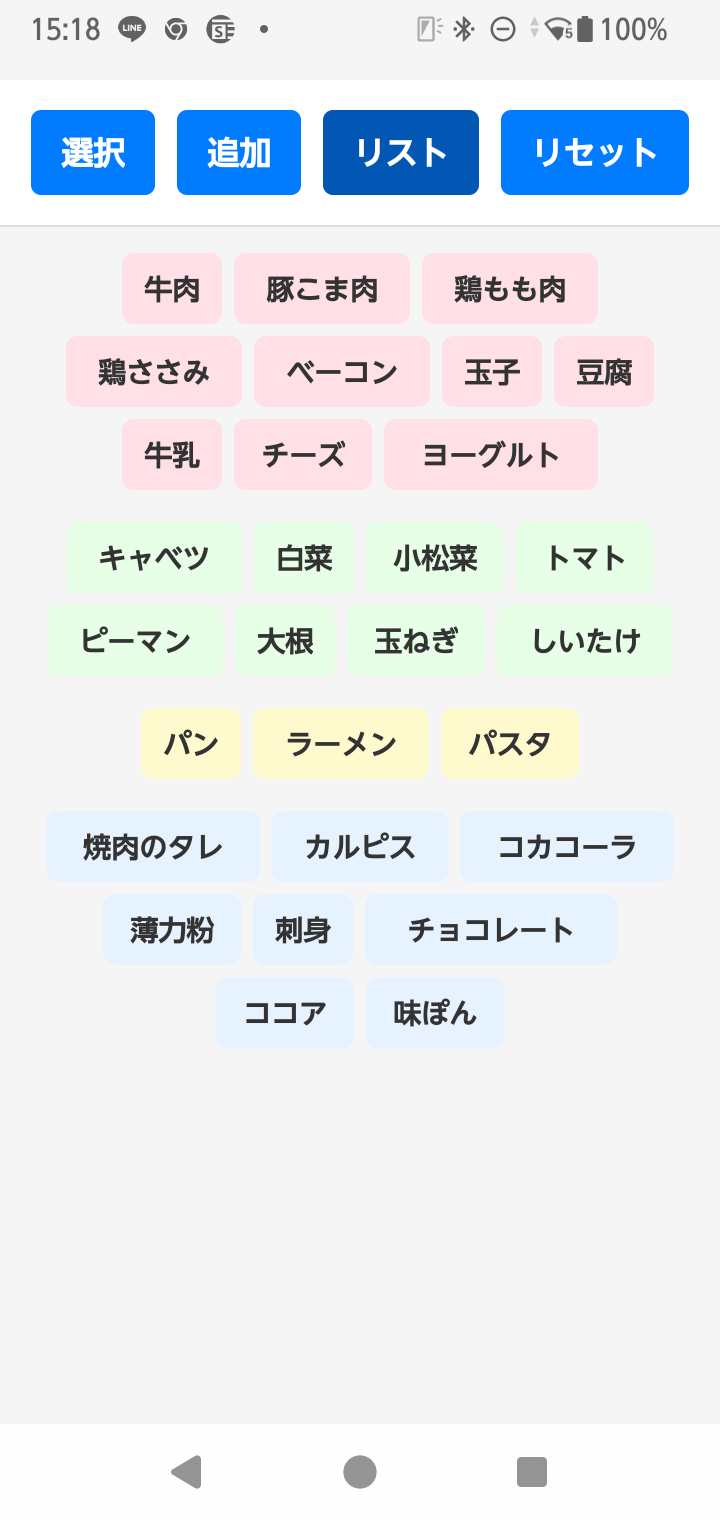 15:18 LINE S 5 100%
選択 追加 リスト リセット
牛肉 豚こま肉 鶏もも肉
鶏ささみ ベーコン 玉子 豆腐
牛乳 チーズ ヨーグルト
キャベツ 白菜 小松菜 トマト
ピーマン 大根 玉ねぎ しいたけ
パン ラーメン パスタ
焼肉のタレ カルピス コカコーラ
薄力粉 刺身 チョコレート
ココア 味ぽん